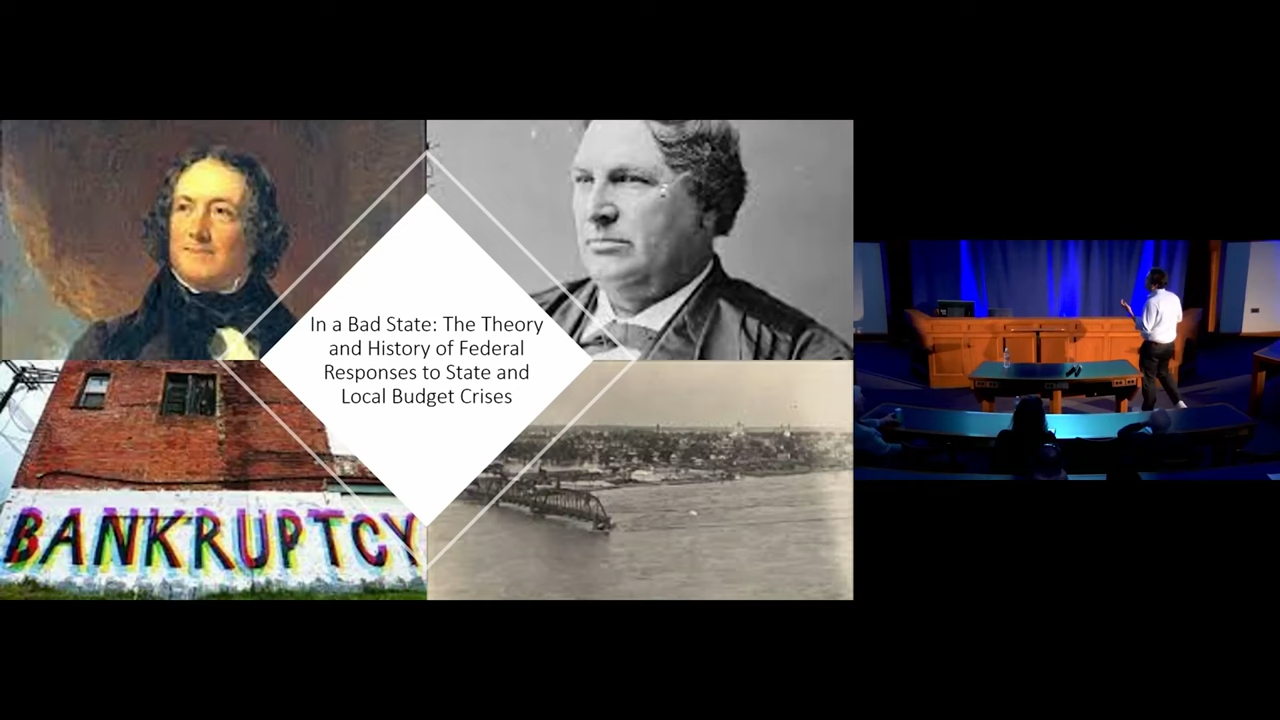 In a Bad State: The Theory
and History of Federal
Responses to State and
Local Budget Crises
BANKRUPTCY